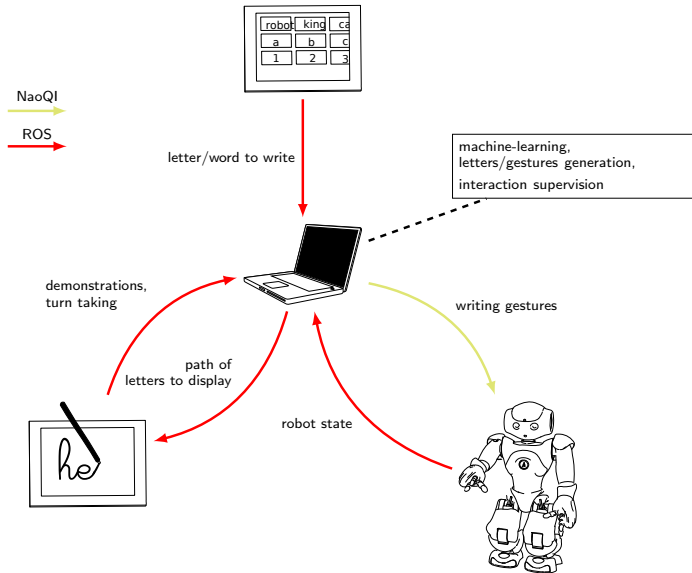 robot king ca
a b c
1 2 3
NaoQI
ROS
letter/word to write
machine-learning,
letters/gestures generation,
interaction supervision
demonstrations,
turn taking
writing gestures
path of
letters to display
robot state
he